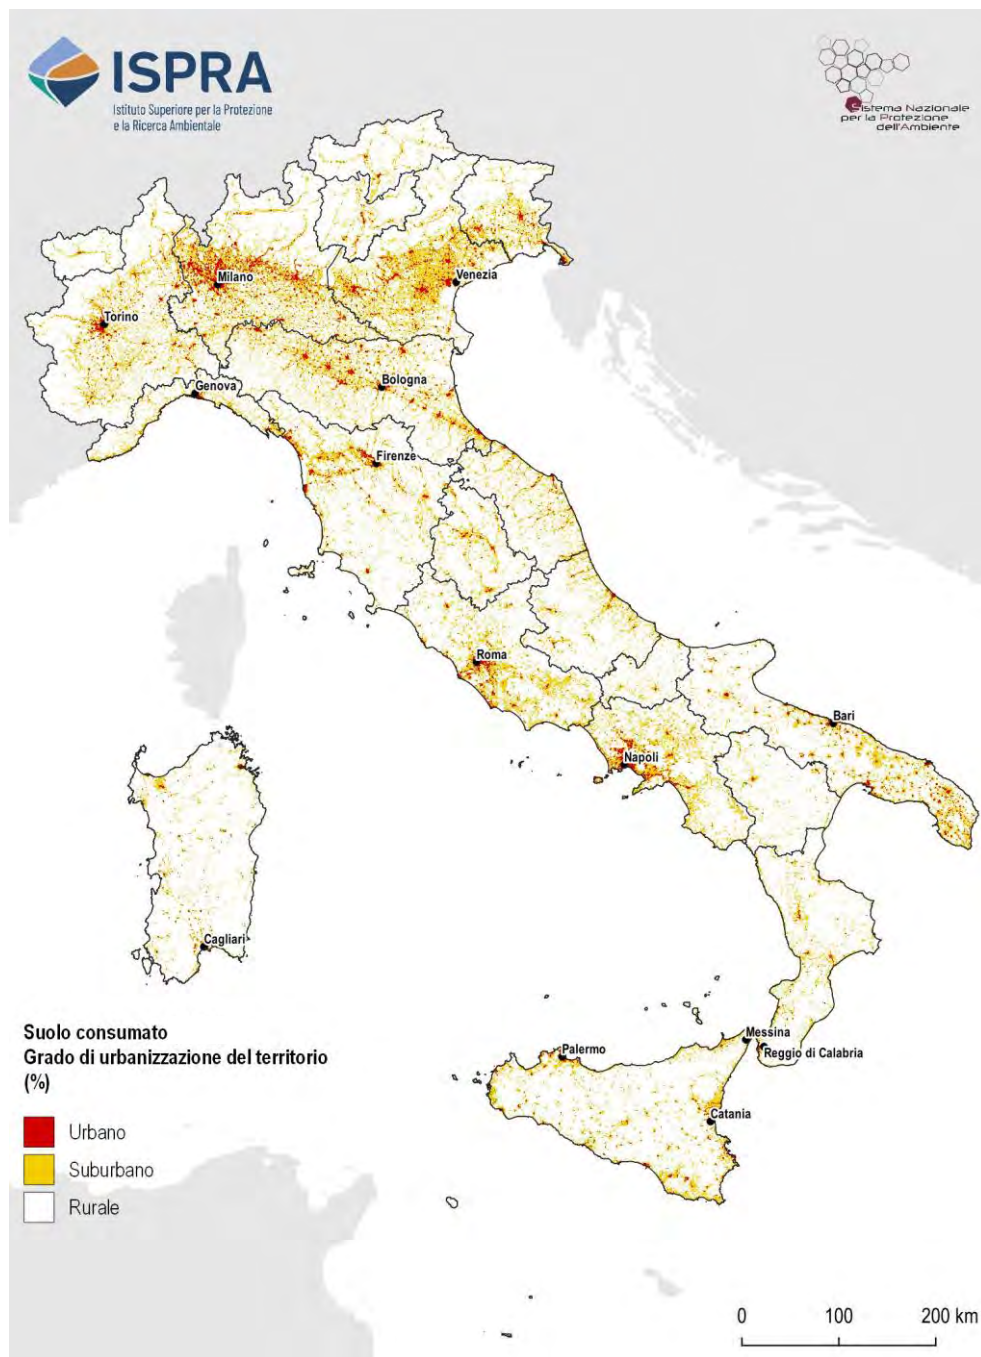 ISPRA
Istituto Superiore per la Protezione
e la Ricerca Ambientale
Sistema Nazionale
per la Protezione
dell'Ambiente
Milano
Venezia
Torino
Genova
Bologna
Firenze
Roma
Bari
Napoli
Cagliari
Messina
Palermo
Reggio di Calabria
Catania
Suolo consumato
Grado di urbanizzazione del territorio
(%)
Urbano
Suburbano
Rurale
0 100 200 km